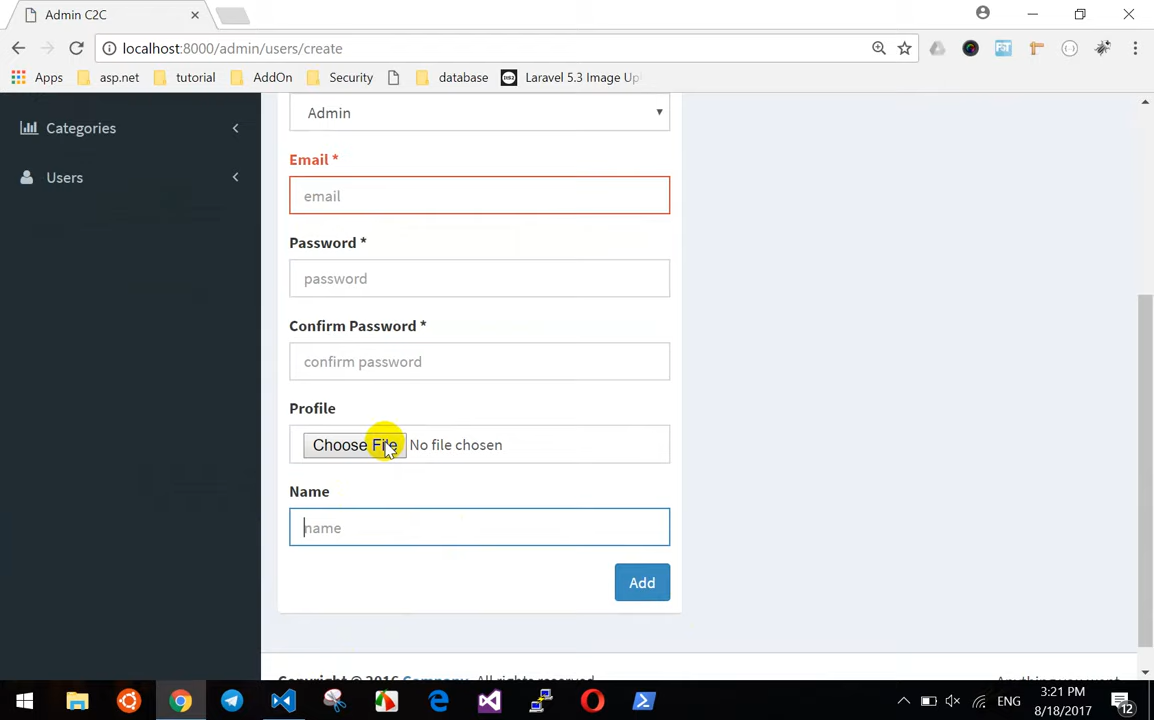 Admin C2C
localhost:8000/admin/users/create
Apps asp.net tutorial AddOn Security database Laravel 5.3 Image Up
Categories
Users
Admin
Email *
email
Password *
password
Confirm Password *
confirm password
Profile
Choose File No file chosen
Name
name
Add
Copyright © 2016 Company. All rights reserved.
Anything you want
ENG
3:21 PM
8/18/2017
12